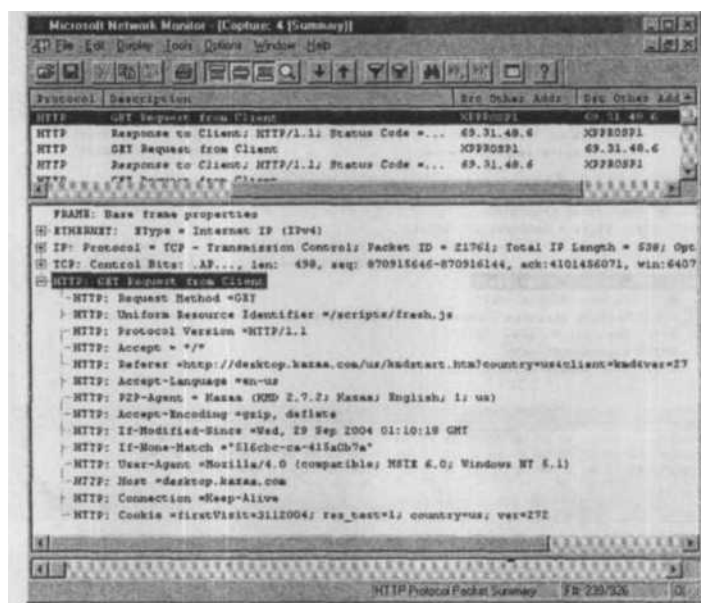 Microsoft Network Monitor - [Capture: 4 (Summary)]
File Edit Display Tools Options Window Help
Protocol Description Src Other Addr Dst Other Add
HTTP GET Request from Client XPPROSP1 69.31.48.6
HTTP Response to Client; HTTP/1.1; Status Code =... 69.31.48.6 XPPROSP1
HTTP GET Request from Client XPPROSP1 69.31.48.6
HTTP Response to Client; HTTP/1.1; Status Code =... 69.31.48.6 XPPROSP1
HTTP GET Request from Client
FRAME: Base frame properties
ETHERNET: EType = Internet IP (IPv4)
IP: Protocol = TCP - Transmission Control; Packet ID = 21761; Total IP Length = 538; Opt
TCP: Control Bits: .AP..., len: 498, seq: 870915646-870916144, ack:4101456071, win:6407
HTTP: GET Request from Client
HTTP: Request Method =GET
HTTP: Uniform Resource Identifier =/scripts/fresh.js
HTTP: Protocol Version =HTTP/1.1
HTTP: Accept = */*
HTTP: Referer =http://desktop.kazaa.com/us/kmdstart.htm?country=us&client=kmd&ver=27
HTTP: Accept-Language =en-us
HTTP: P2P-Agent = Kazaa (KMD 2.7.2; Kazaa; English; 1; us)
HTTP: Accept-Encoding =gzip, deflate
HTTP: If-Modified-Since =Wed, 29 Sep 2004 01:10:18 GMT
HTTP: If-None-Match ="516cbc-ca-415a0b7a"
HTTP: User-Agent =Mozilla/4.0 (compatible; MSIE 6.0; Windows NT 5.1)
HTTP: Host =desktop.kazaa.com
HTTP: Connection =Keep-Alive
HTTP: Cookie =firstVisit=3112004; res_test=1; country=us; ver=272
HTTP Protocol Packet Summary F#: 239/326